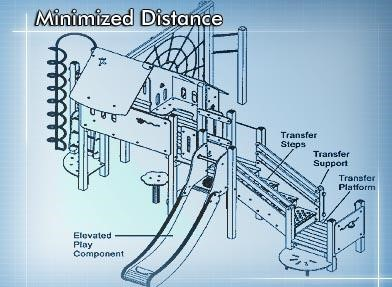 Minimized Distance
Transfer
Steps
Transfer
Support
Transfer
Platform
Elevated
Play
Component